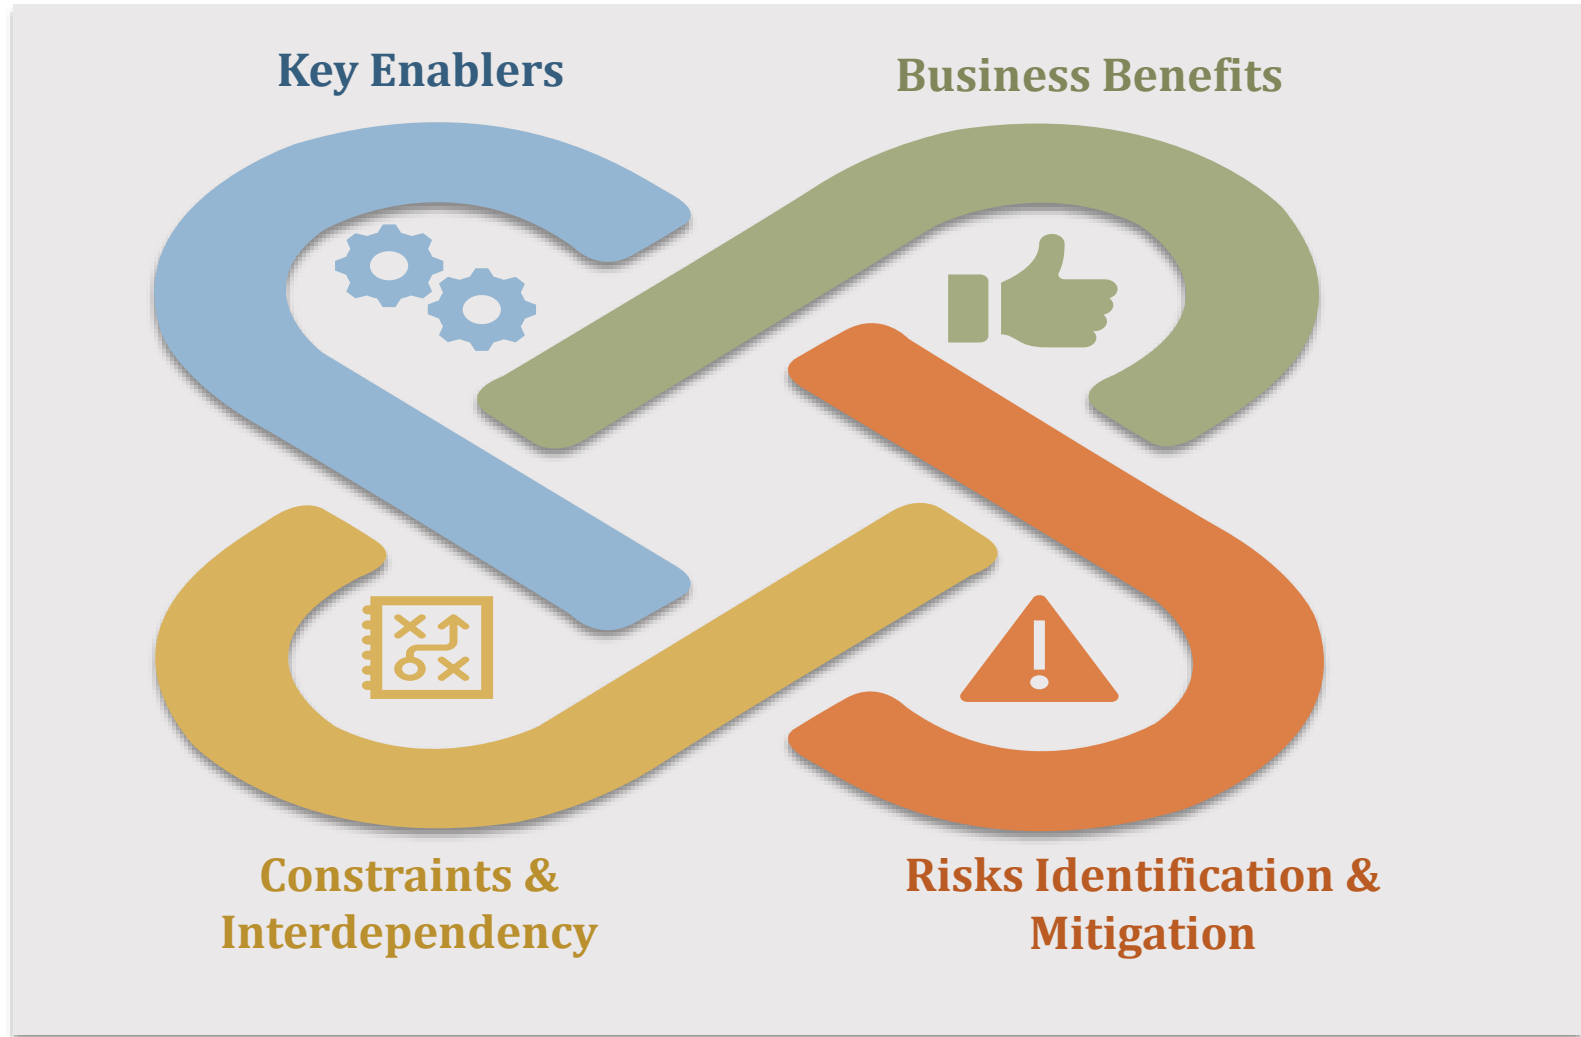 Key Enablers
Business Benefits
Constraints &
Interdependency
Risks Identification &
Mitigation